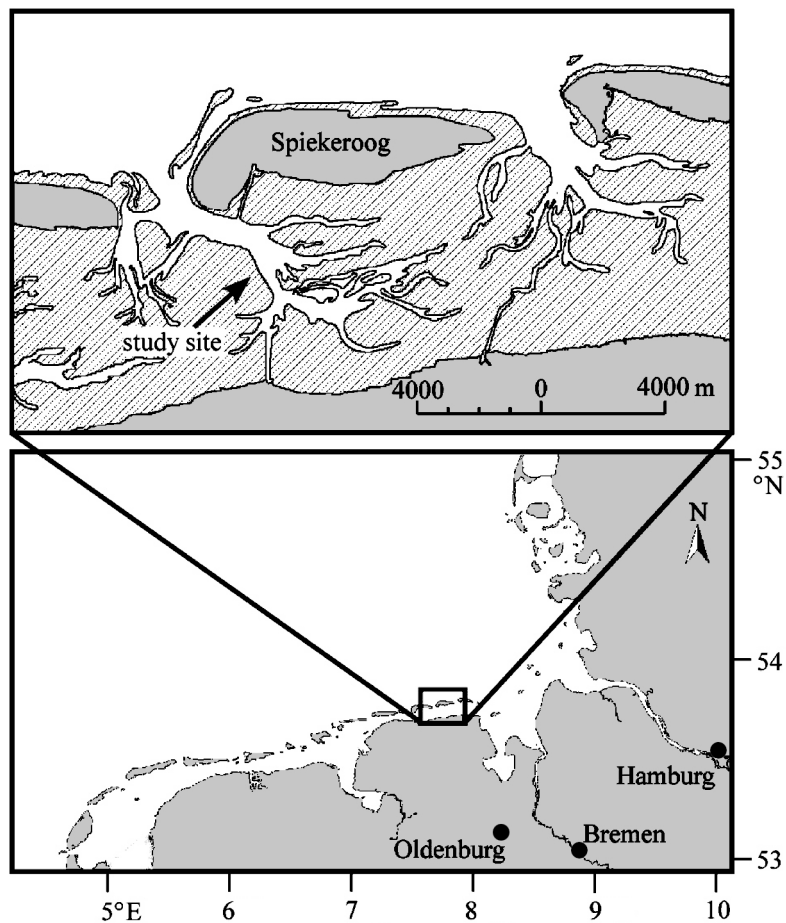 Spiekeroog
study site
4000 0 4000 m
55
°N
N
54
Hamburg
Bremen
Oldenburg
53
5°E 6 7 8 9 10